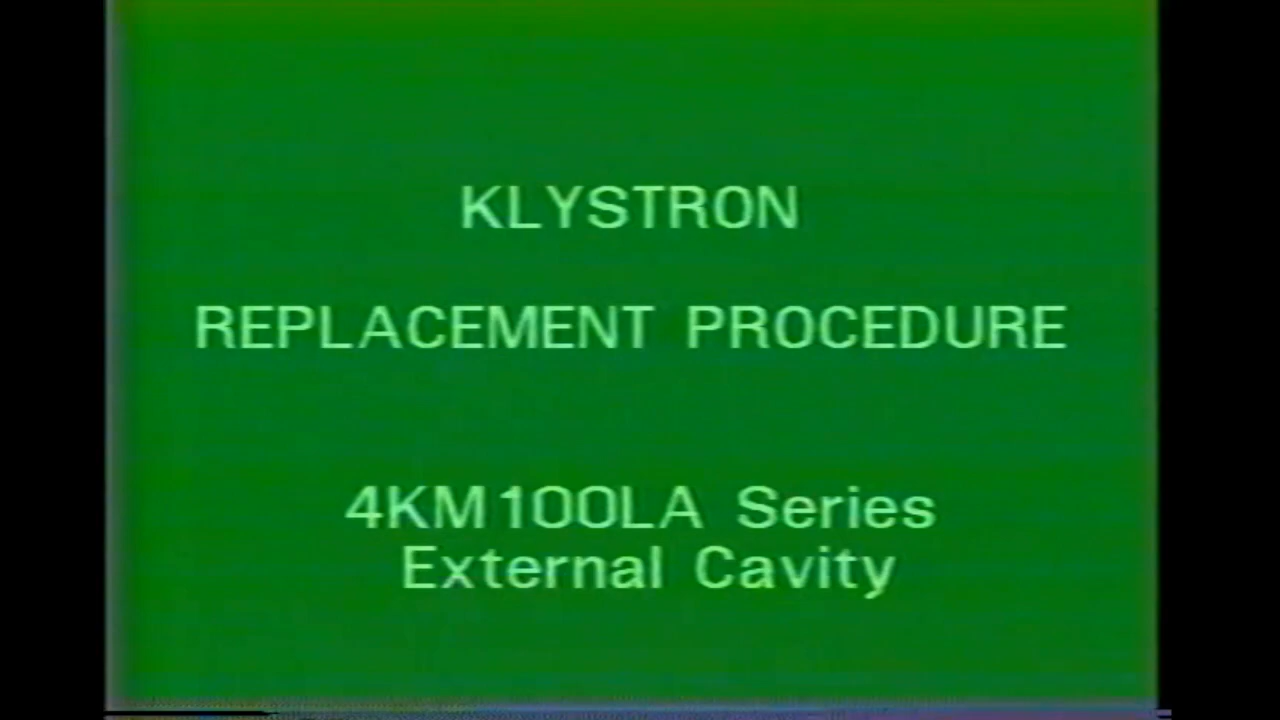 KLYSTRON
REPLACEMENT PROCEDURE
4KM100LA Series
External Cavity